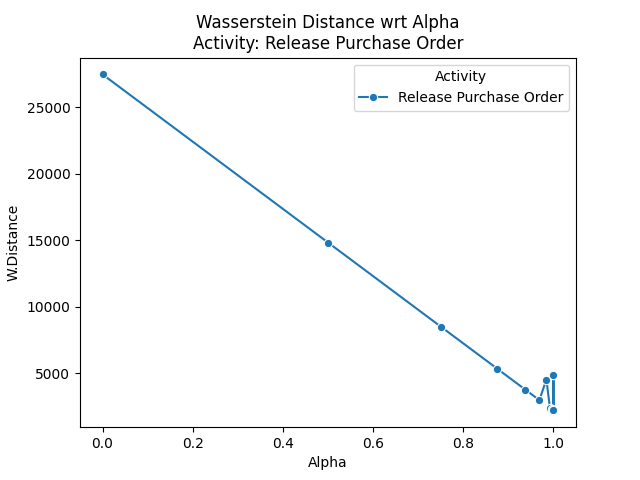 Wasserstein Distance wrt Alpha
Activity: Release Purchase Order
Activity
Release Purchase Order
25000
20000
15000
10000
5000
W.Distance
0.0 0.2 0.4 0.6 0.8 1.0
Alpha